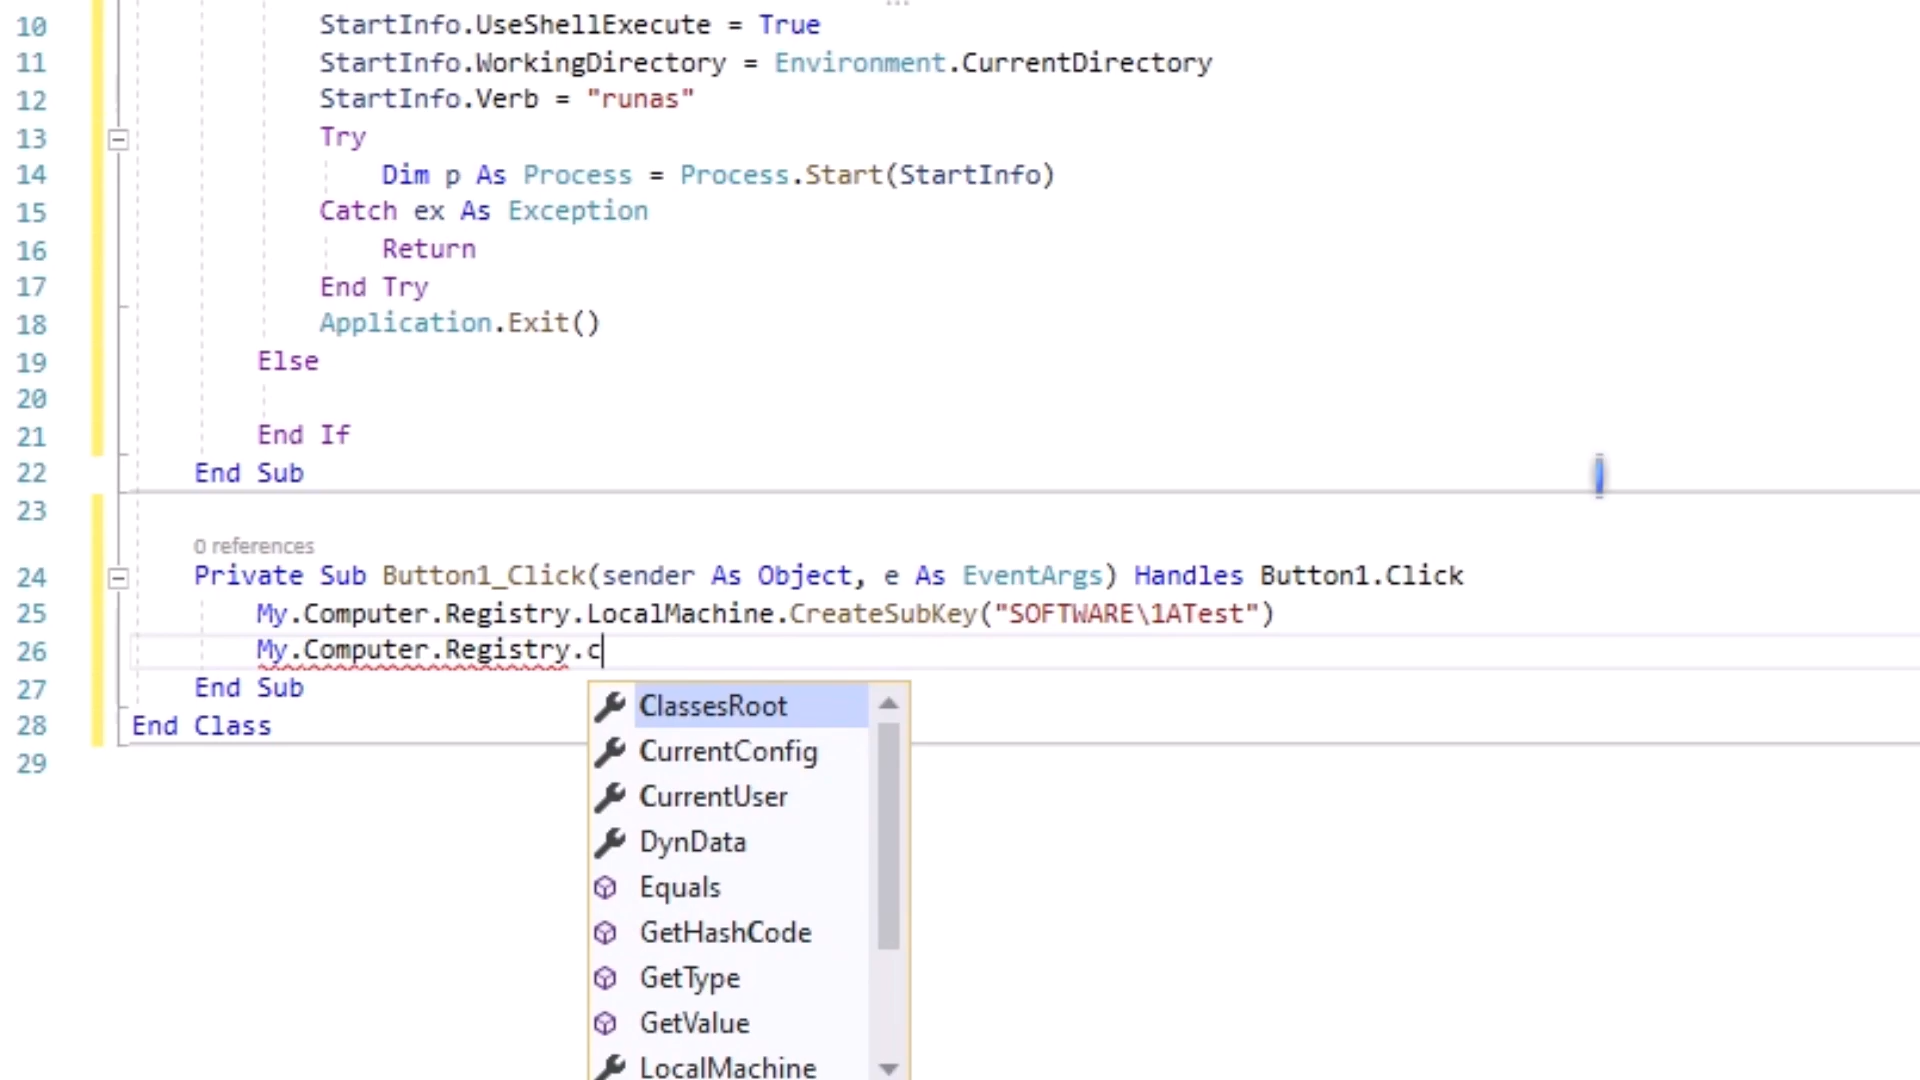 10 StartInfo.UseShellExecute = True
11 StartInfo.WorkingDirectory = Environment.CurrentDirectory
12 StartInfo.Verb = "runas"
13 Try
14 Dim p As Process = Process.Start(StartInfo)
15 Catch ex As Exception
16 Return
17 End Try
18 Application.Exit()
19 Else
20
21 End If
22 End Sub
23
0 references
24 Private Sub Button1_Click(sender As Object, e As EventArgs) Handles Button1.Click
25 My.Computer.Registry.LocalMachine.CreateSubKey("SOFTWARE\1ATest")
26 My.Computer.Registry.c
27 End Sub
28 End Class
29
ClassesRoot
CurrentConfig
CurrentUser
DynData
Equals
GetHashCode
GetType
GetValue
LocalMachine